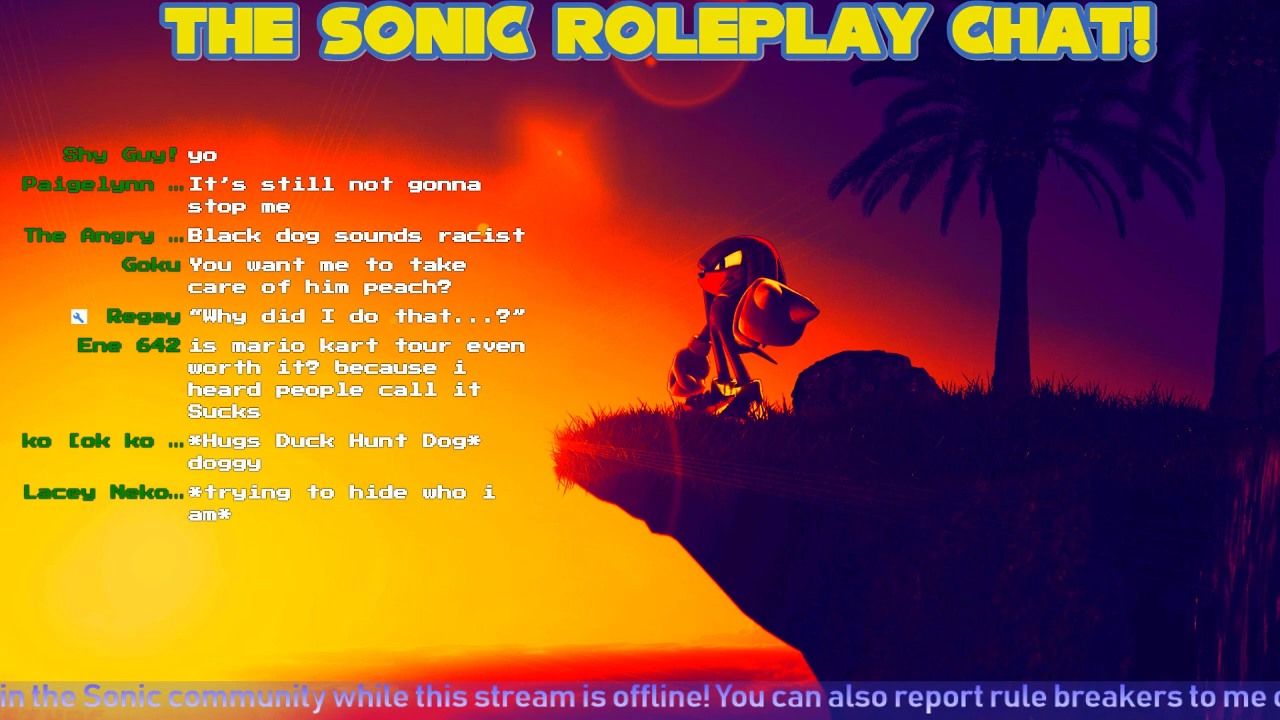 THE SONIC ROLEPLAY CHAT!
Shy Guy! yo
Paigelynn ... It's still not gonna
stop me
The Angry ... Black dog sounds racist
Goku You want me to take
care of him peach?
Regay "Why did I do that...?"
Ene 642 is mario kart tour even
worth it? because i
heard people call it
Sucks
ko [ok ko ... *Hugs Duck Hunt Dog*
doggy
Lacey Neko... *trying to hide who i
am*
in the Sonic community while this stream is offline! You can also report rule breakers to me